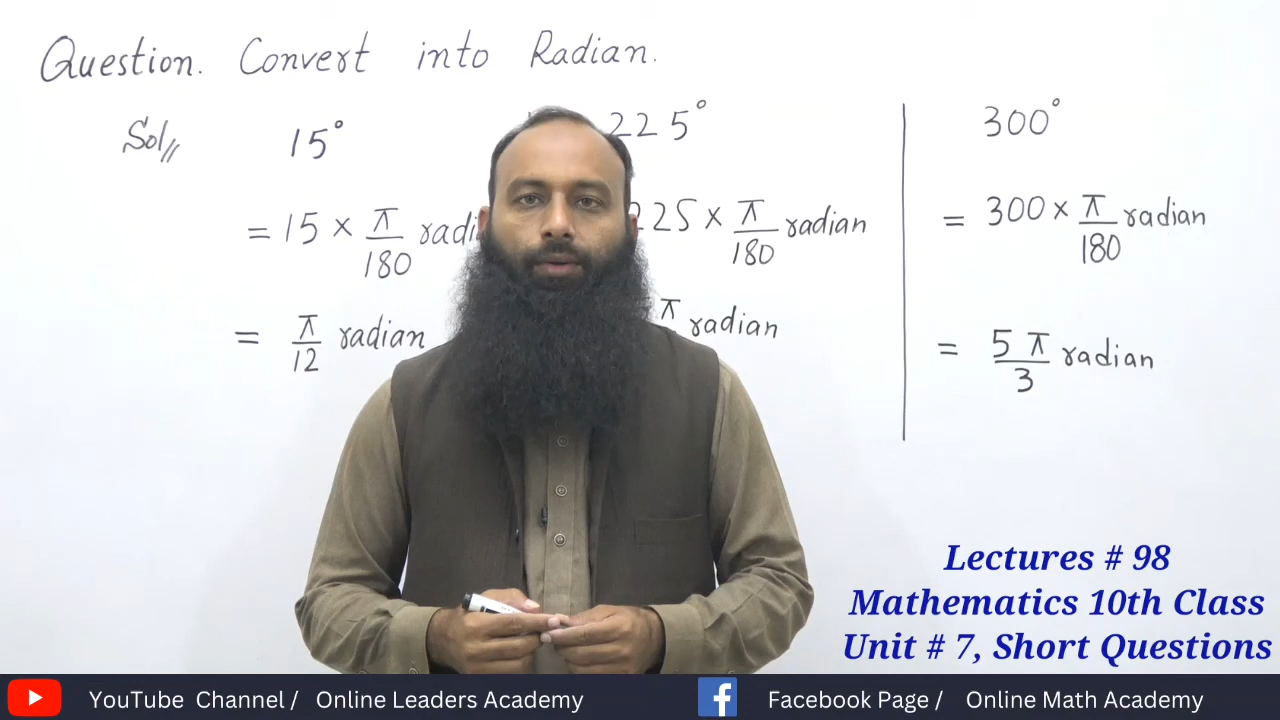 Question. Convert into Radian.
Sol//
15°
= 15 × π/180
= π/12 radian
225°
225 × π/180 radian
π radian
300°
= 300 × π/180 radian
= 5π/3 radian
Lectures # 98
Mathematics 10th Class
Unit # 7, Short Questions
YouTube Channel / Online Leaders Academy
Facebook Page / Online Math Academy